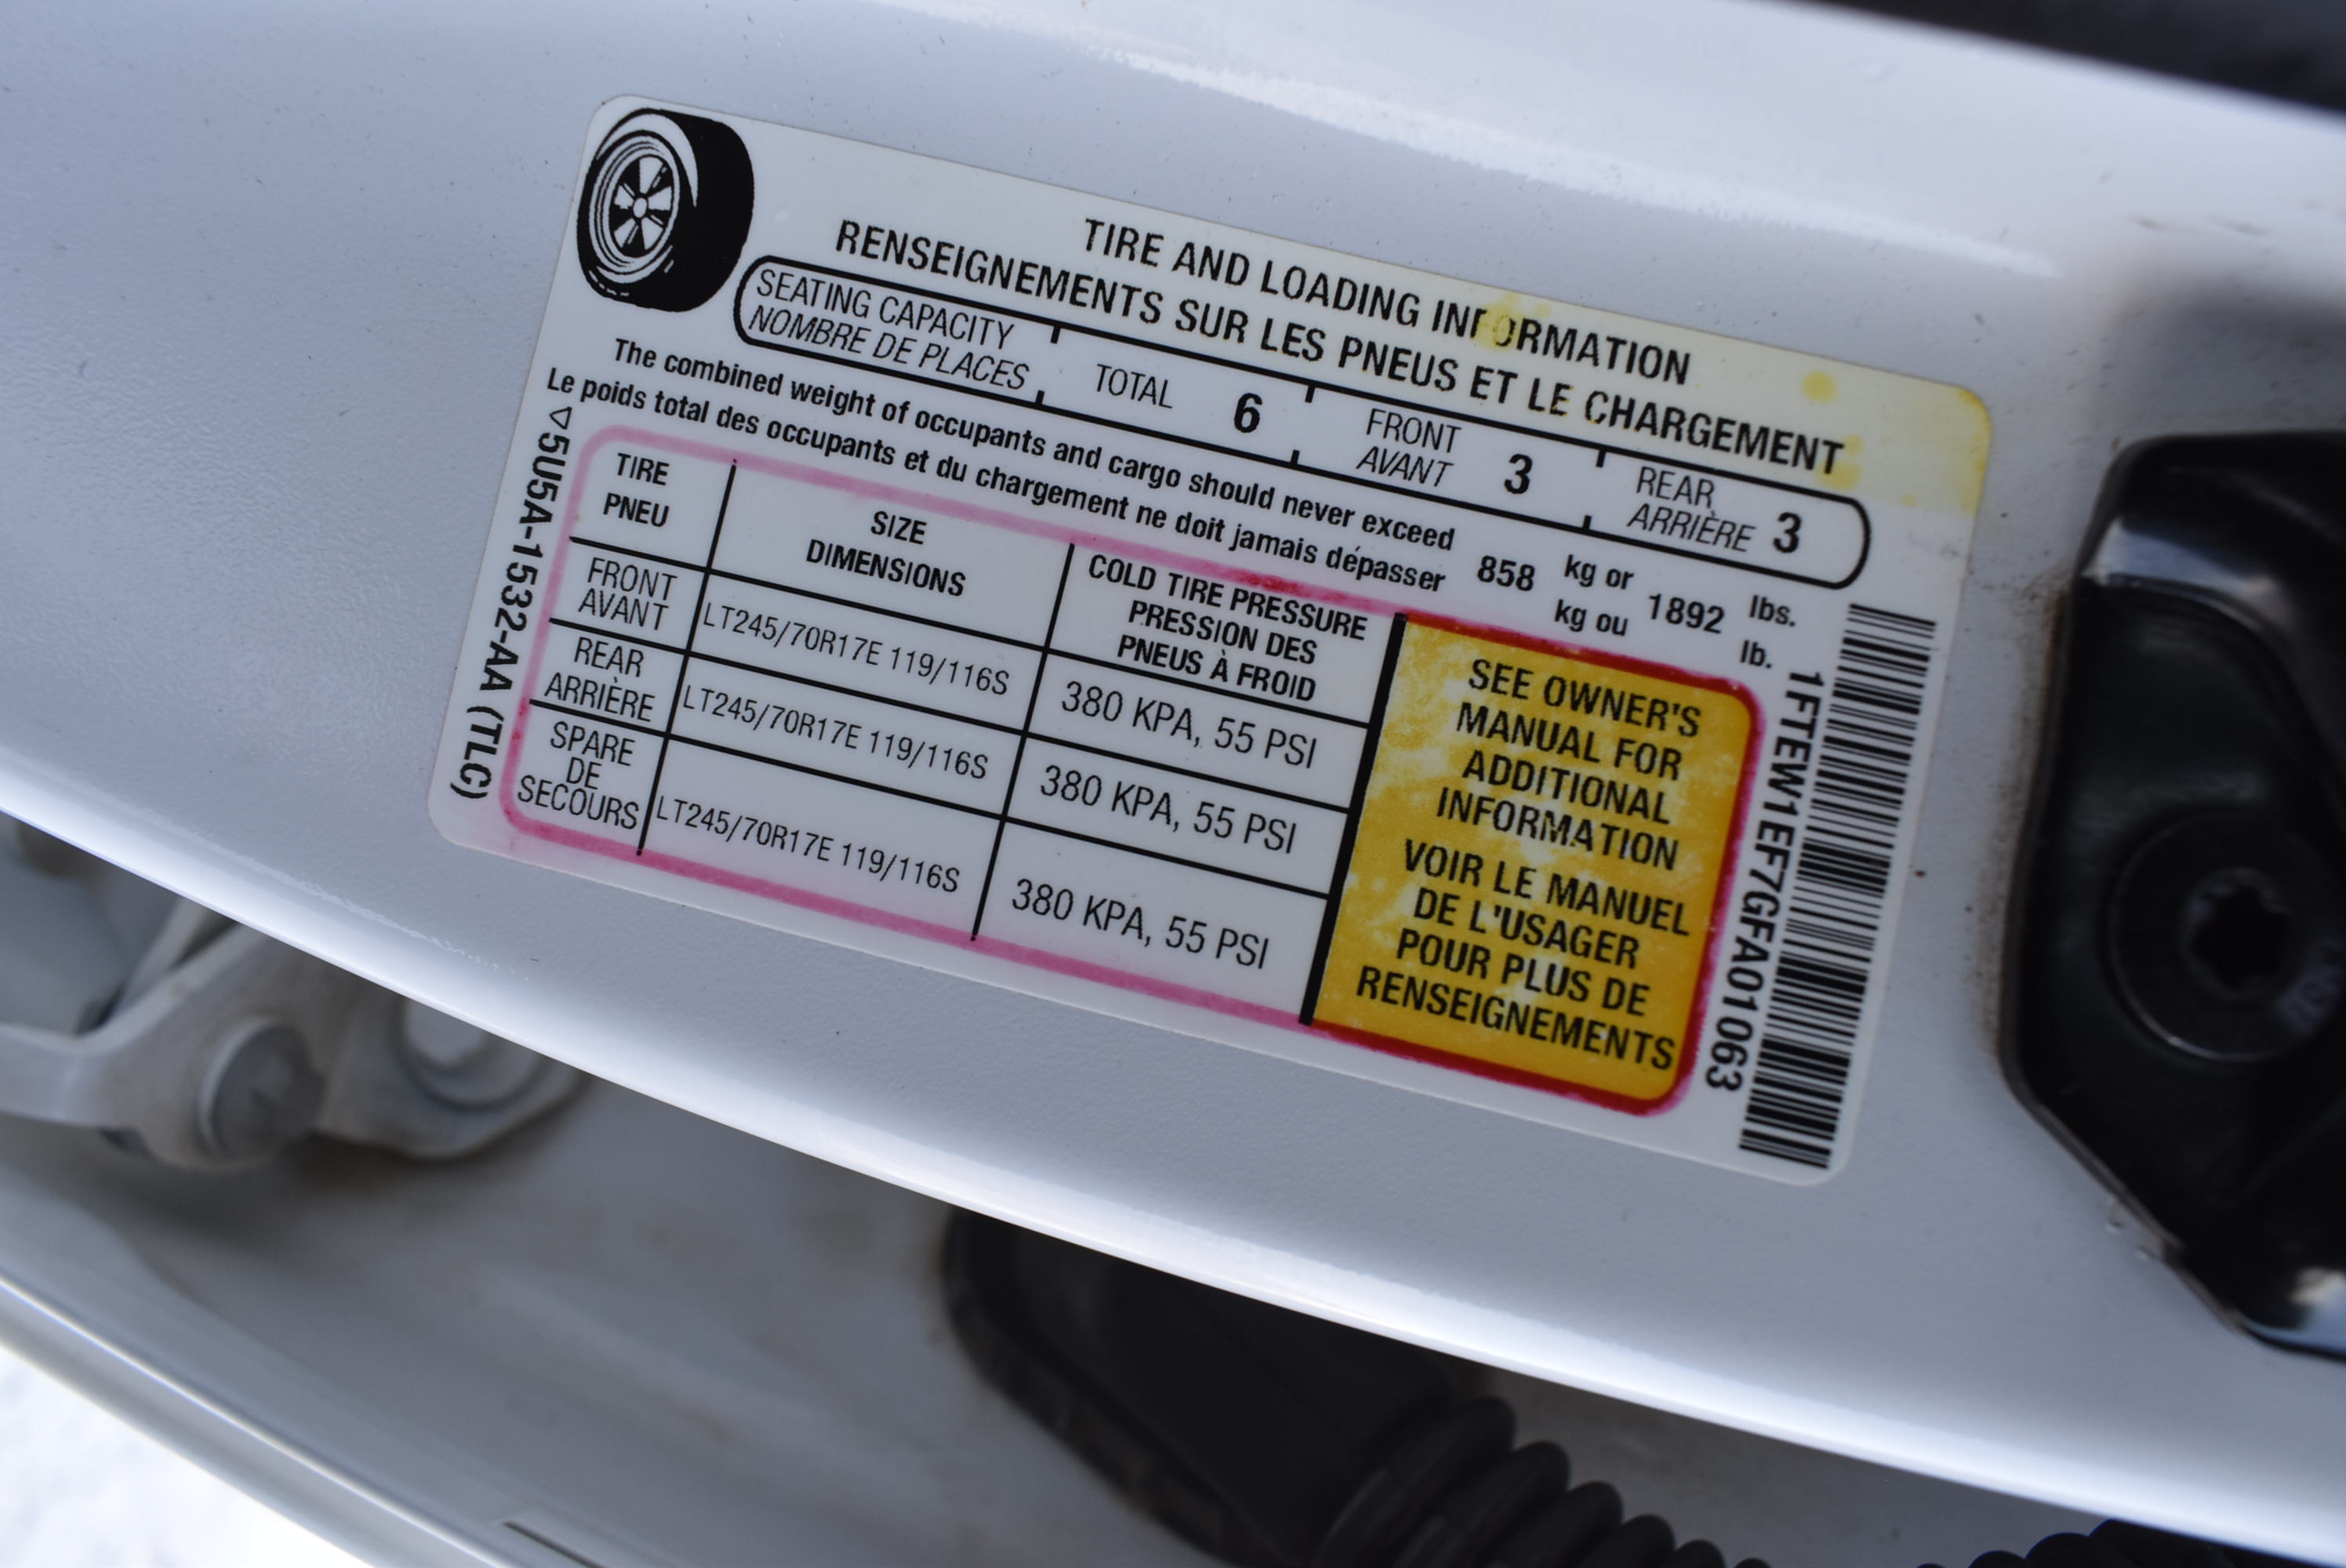 TIRE AND LOADING INFORMATION
RENSEIGNEMENTS SUR LES PNEUS ET LE CHARGEMENT
SEATING CAPACITY
NOMBRE DE PLACES
TOTAL 6
FRONT
AVANT 3
REAR
ARRIÈRE 3
The combined weight of occupants and cargo should never exceed 858 kg or 1892 lbs.
Le poids total des occupants et du chargement ne doit jamais dépasser kg ou lb.
TIRE
PNEU
SIZE
DIMENSIONS
COLD TIRE PRESSURE
PRESSION DES
PNEUS À FROID
FRONT
AVANT
LT245/70R17E 119/116S
380 KPA, 55 PSI
REAR
ARRIÈRE
LT245/70R17E 119/116S
380 KPA, 55 PSI
SPARE
DE
SECOURS
LT245/70R17E 119/116S
380 KPA, 55 PSI
SEE OWNER'S
MANUAL FOR
ADDITIONAL
INFORMATION
VOIR LE MANUEL
DE L'USAGER
POUR PLUS DE
RENSEIGNEMENTS
5U5A-1532-AA (TLC)
1FTEW1EF7GFA01063